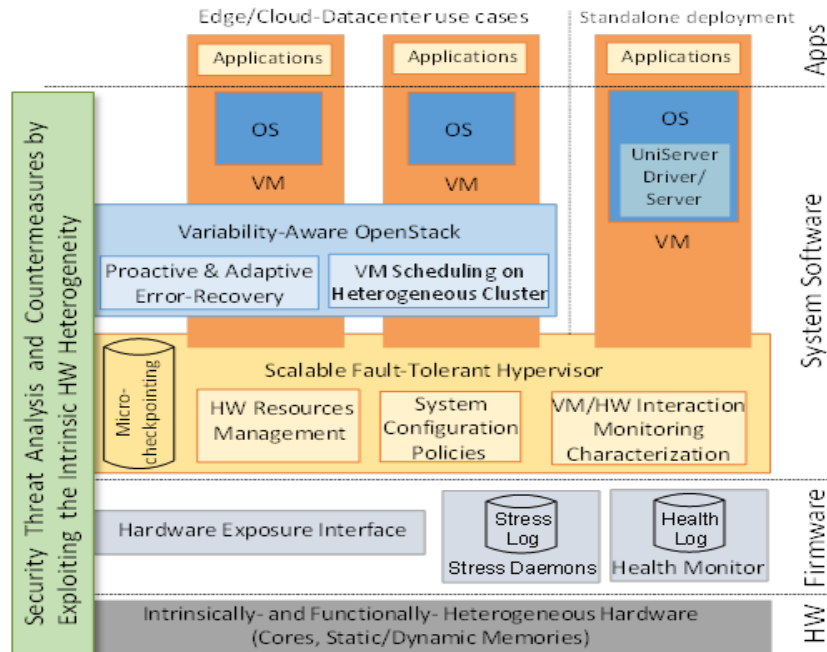 Edge/Cloud-Datacenter use cases
Standalone deployment
Applications
Applications
Applications
Apps
OS
OS
OS
UniServer
Driver/
Server
VM
VM
VM
Variability-Aware OpenStack
Proactive & Adaptive
Error-Recovery
VM Scheduling on
Heterogeneous Cluster
System Software
Micro-
checkpointing
Scalable Fault-Tolerant Hypervisor
HW Resources
Management
System
Configuration
Policies
VM/HW Interaction
Monitoring
Characterization
Security Threat Analysis and Countermeasures by
Exploiting the Intrinsic HW Heterogeneity
Hardware Exposure Interface
Stress
Log
Stress Daemons
Health
Log
Health Monitor
Firmware
Intrinsically- and Functionally- Heterogeneous Hardware
(Cores, Static/Dynamic Memories)
HW